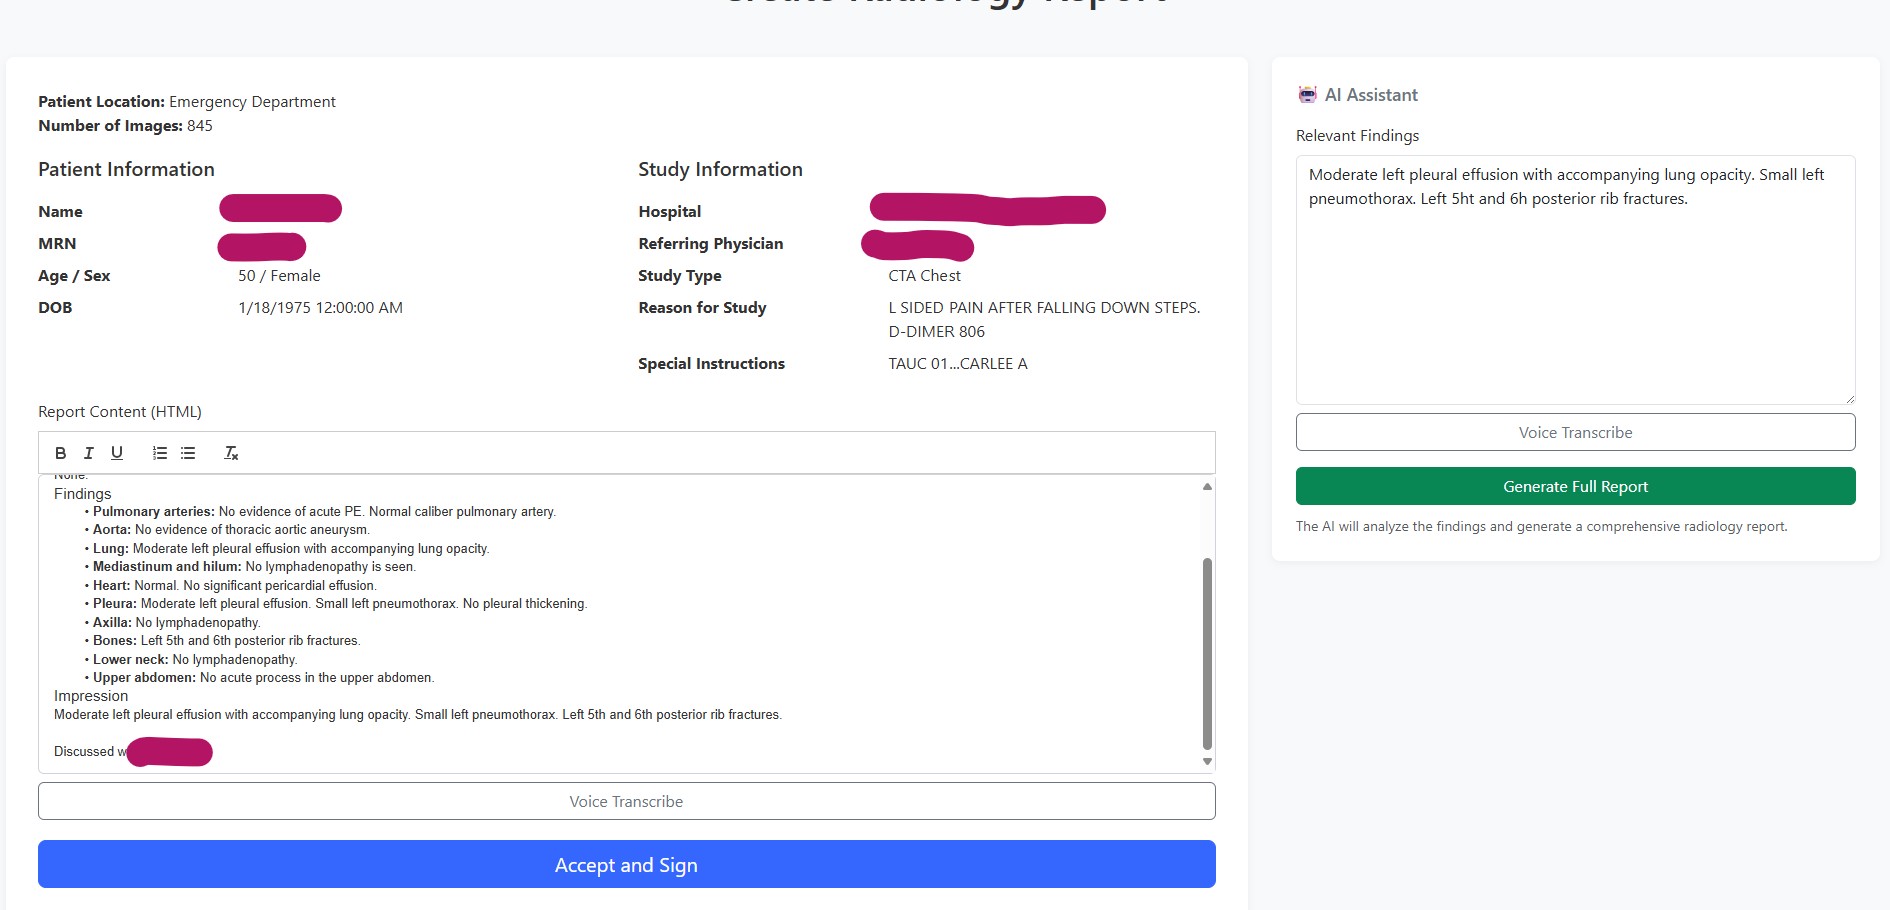 Create Radiology Report
Patient Location: Emergency Department
Number of Images: 845
Patient Information
Name
MRN
Age / Sex 50 / Female
DOB 1/18/1975 12:00:00 AM
Study Information
Hospital
Referring Physician
Study Type CTA Chest
Reason for Study L SIDED PAIN AFTER FALLING DOWN STEPS.
D-DIMER 806
Special Instructions TAUC 01...CARLEE A
Report Content (HTML)
B I U
None.
Findings
• Pulmonary arteries: No evidence of acute PE. Normal caliber pulmonary artery.
• Aorta: No evidence of thoracic aortic aneurysm.
• Lung: Moderate left pleural effusion with accompanying lung opacity.
• Mediastinum and hilum: No lymphadenopathy is seen.
• Heart: Normal. No significant pericardial effusion.
• Pleura: Moderate left pleural effusion. Small left pneumothorax. No pleural thickening.
• Axilla: No lymphadenopathy.
• Bones: Left 5th and 6th posterior rib fractures.
• Lower neck: No lymphadenopathy.
• Upper abdomen: No acute process in the upper abdomen.
Impression
Moderate left pleural effusion with accompanying lung opacity. Small left pneumothorax. Left 5th and 6th posterior rib fractures.
Discussed w
Voice Transcribe
Accept and Sign
AI Assistant
Relevant Findings
Moderate left pleural effusion with accompanying lung opacity. Small left
pneumothorax. Left 5ht and 6h posterior rib fractures.
Voice Transcribe
Generate Full Report
The AI will analyze the findings and generate a comprehensive radiology report.